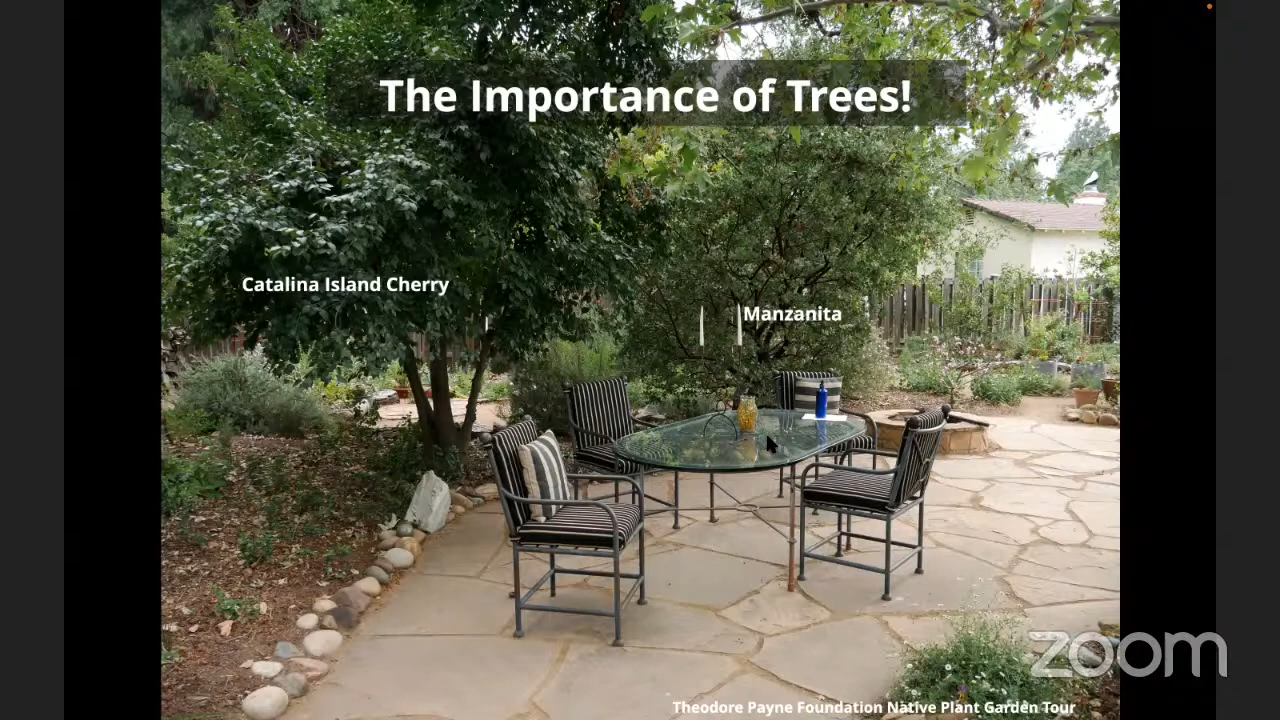 The Importance of Trees!
Catalina Island Cherry
Manzanita
zoom
Theodore Payne Foundation Native Plant Garden Tour